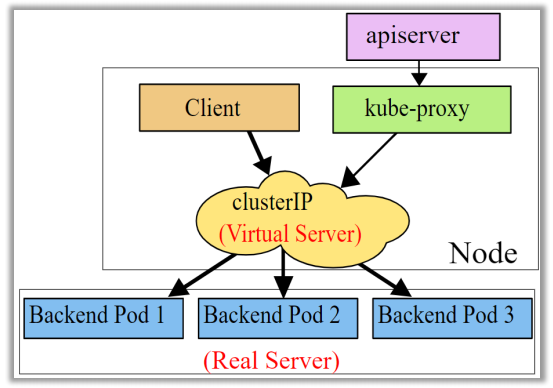 apiserver
Client
kube-proxy
clusterIP
(Virtual Server)
Node
Backend Pod 1
Backend Pod 2
Backend Pod 3
(Real Server)